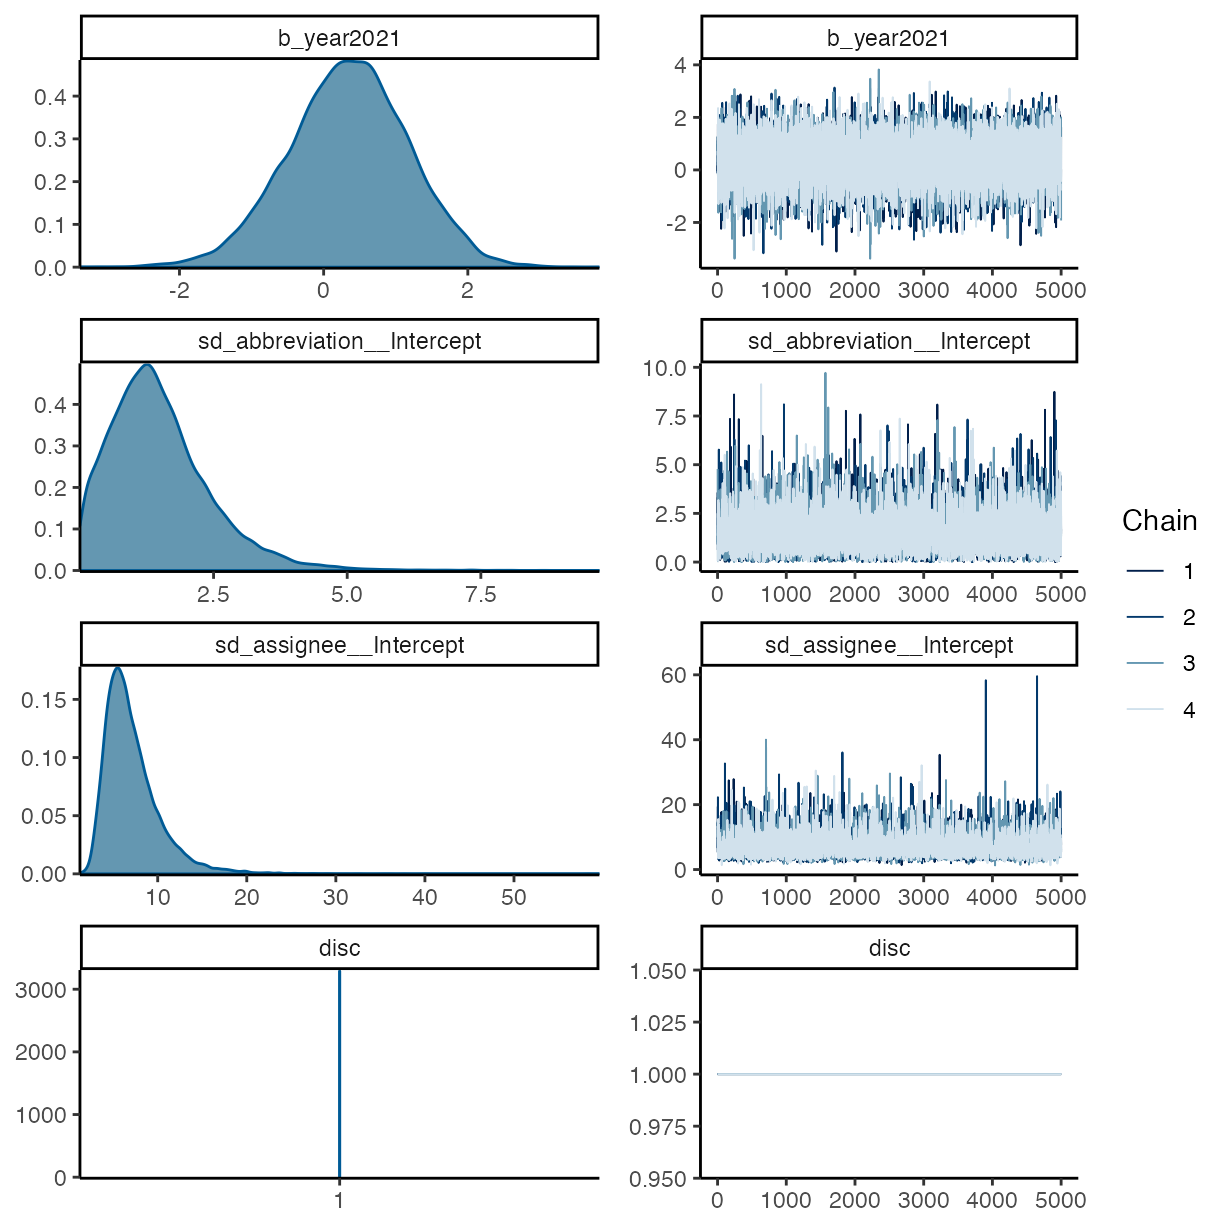 b_year2021
0.4
0.3
0.2
0.1
0.0
-2 0 2
b_year2021
4
2
0
-2
0 1000 2000 3000 4000 5000
sd_abbreviation__Intercept
0.4
0.3
0.2
0.1
0.0
2.5 5.0 7.5
sd_abbreviation__Intercept
10.0
7.5
5.0
2.5
0.0
0 1000 2000 3000 4000 5000
sd_assignee__Intercept
0.15
0.10
0.05
0.00
10 20 30 40 50
sd_assignee__Intercept
60
40
20
0
0 1000 2000 3000 4000 5000
disc
3000
2000
1000
0
1
disc
1.050
1.025
1.000
0.975
0.950
0 1000 2000 3000 4000 5000
Chain
1
2
3
4